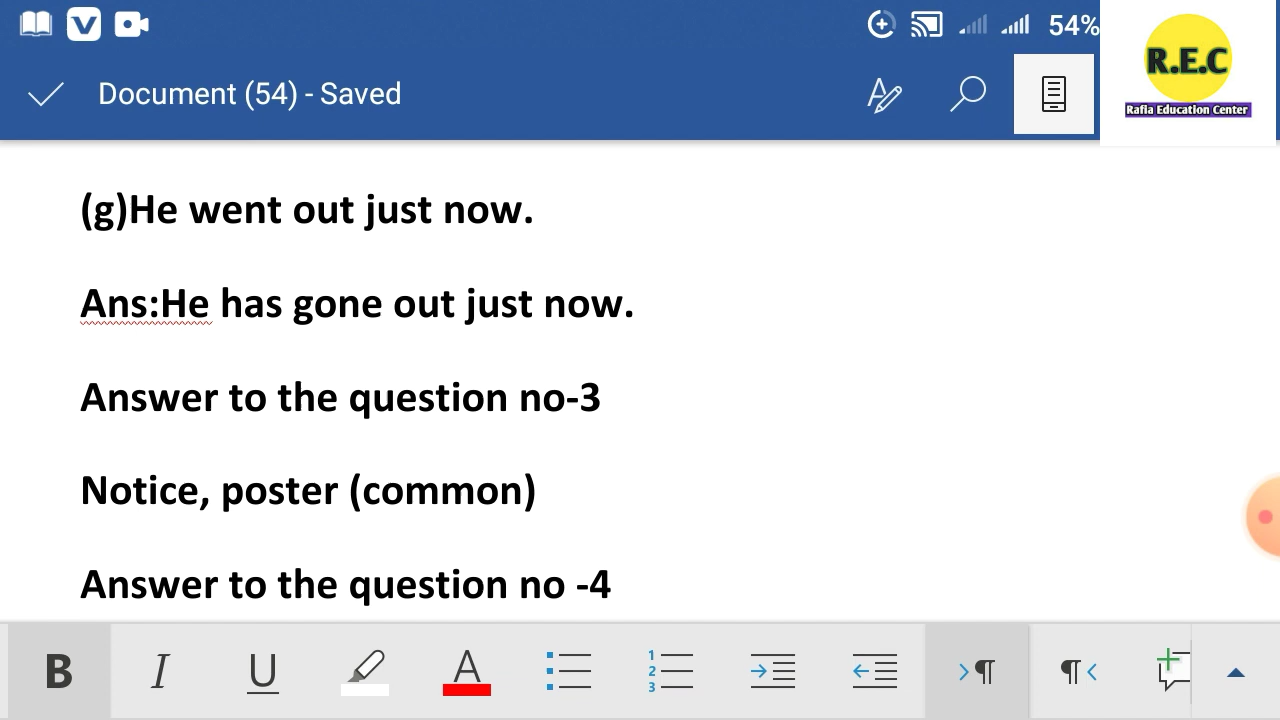 54%
R.E.C
Rafia Education Center
Document (54) - Saved
(g)He went out just now.
Ans:He has gone out just now.
Answer to the question no-3
Notice, poster (common)
Answer to the question no -4
B I U A 1 2 3